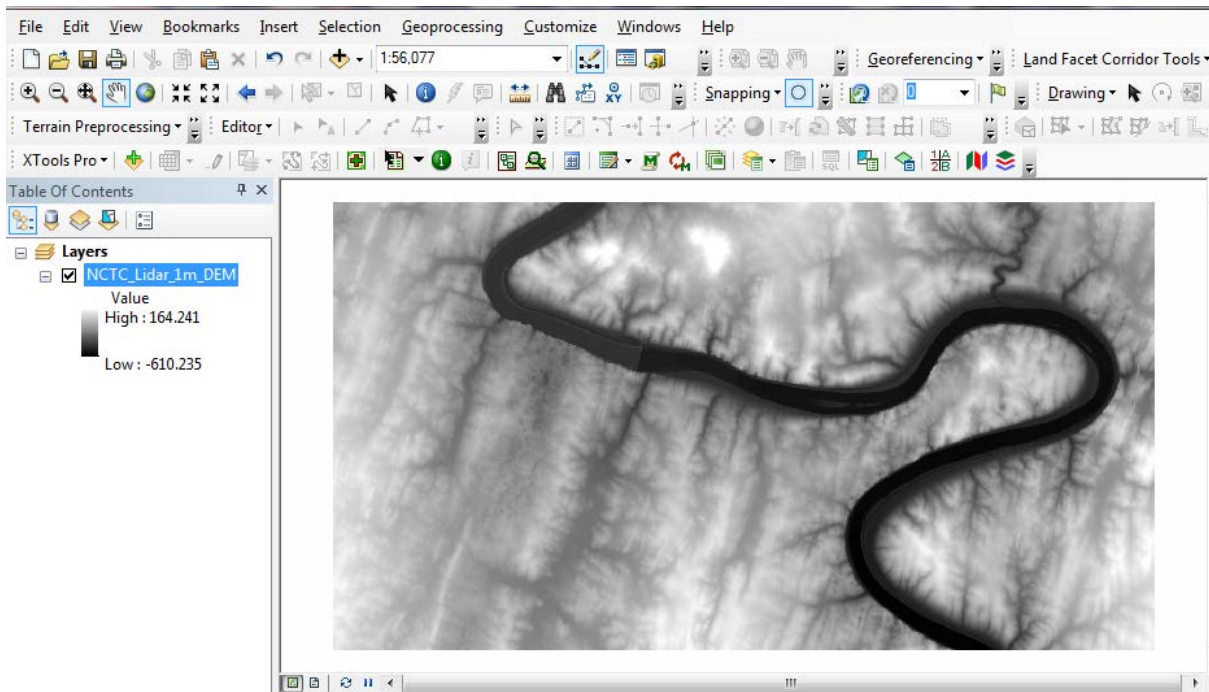 File Edit View Bookmarks Insert Selection Geoprocessing Customize Windows Help
1:56,077 Georeferencing Land Facet Corridor Tools
Snapping 0 Drawing
Terrain Preprocessing Editor
XTools Pro
Table Of Contents
Layers
NCTC_Lidar_1m_DEM
Value
High : 164.241
Low : -610.235